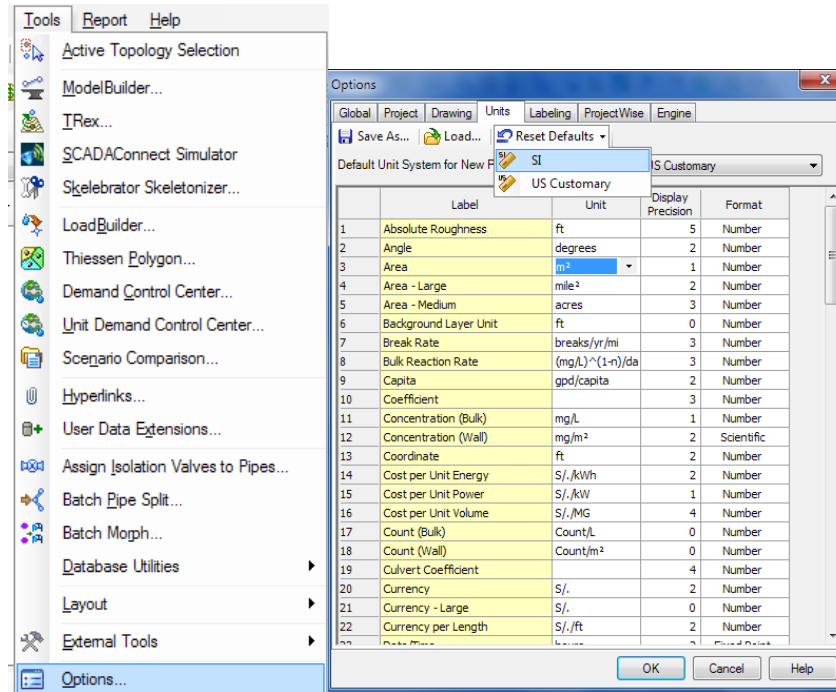 Tools Report Help
Active Topology Selection
ModelBuilder...
TRex...
SCADAConnect Simulator
Skelebrator Skeletonizer...
LoadBuilder...
Thiessen Polygon...
Demand Control Center...
Unit Demand Control Center...
Scenario Comparison...
Hyperlinks...
User Data Extensions...
Assign Isolation Valves to Pipes...
Batch Pipe Split...
Batch Morph...
Database Utilities
Layout
External Tools
Options...
Options
Global Project Drawing Units Labeling ProjectWise Engine
Save As... Load... Reset Defaults
Default Unit System for New US Customary
SI
US Customary
Label Unit Display Precision Format
1 Absolute Roughness ft 5 Number
2 Angle degrees 2 Number
3 Area m² 1 Number
4 Area - Large mile² 2 Number
5 Area - Medium acres 3 Number
6 Background Layer Unit ft 0 Number
7 Break Rate breaks/yr/mi 3 Number
8 Bulk Reaction Rate (mg/L)^(1-n)/da 3 Number
9 Capita gpd/capita 2 Number
10 Coefficient 3 Number
11 Concentration (Bulk) mg/L 1 Number
12 Concentration (Wall) mg/m² 2 Scientific
13 Coordinate ft 2 Number
14 Cost per Unit Energy S/./kWh 2 Number
15 Cost per Unit Power S/./kW 1 Number
16 Cost per Unit Volume S/./MG 4 Number
17 Count (Bulk) Count/L 0 Number
18 Count (Wall) Count/m² 0 Number
19 Culvert Coefficient 4 Number
20 Currency S/. 2 Number
21 Currency - Large S/. 0 Number
22 Currency per Length S/./ft 2 Number
OK Cancel Help